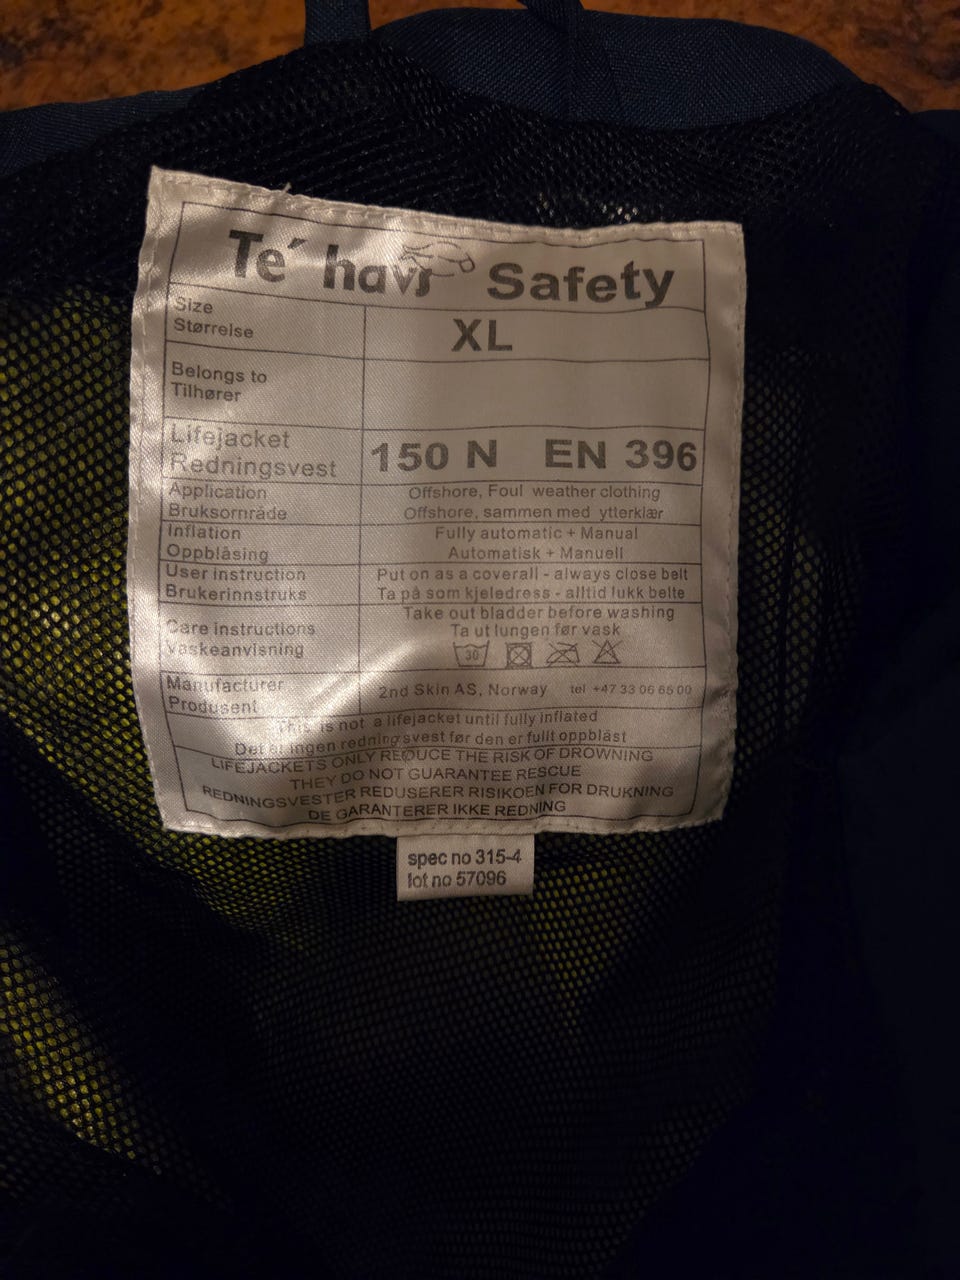 Te´ havs Safety
Size
Størrelse
XL
Belongs to
Tilhører
Lifejacket
Redningsvest
150 N EN 396
Application
Bruksområde
Offshore, Foul weather clothing
Offshore, sammen med ytterklær
Inflation
Oppblåsing
Fully automatic + Manual
Automatisk + Manuell
User instruction
Brukerinnstruks
Put on as a coverall - always close belt
Ta på som kjeledress - alltid lukk belte
Care instructions
Vaskeanvisning
Take out bladder before washing
Ta ut lungen før vask
30
Manufacturer
Produsent
2nd Skin AS, Norway tel +47 33 06 65 00
This is not a lifejacket until fully inflated
Det er ingen redningsvest før den er fullt oppblåst
LIFEJACKETS ONLY REDUCE THE RISK OF DROWNING
THEY DO NOT GUARANTEE RESCUE
REDNINGSVESTER REDUSERER RISIKOEN FOR DRUKNING
DE GARANTERER IKKE REDNING
spec no 315-4
lot no 57096